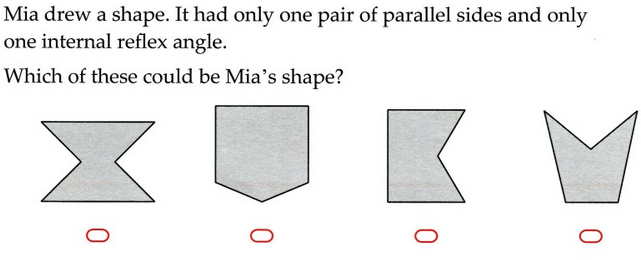 Mia drew a shape. It had only one pair of parallel sides and only
one internal reflex angle.
Which of these could be Mia's shape?